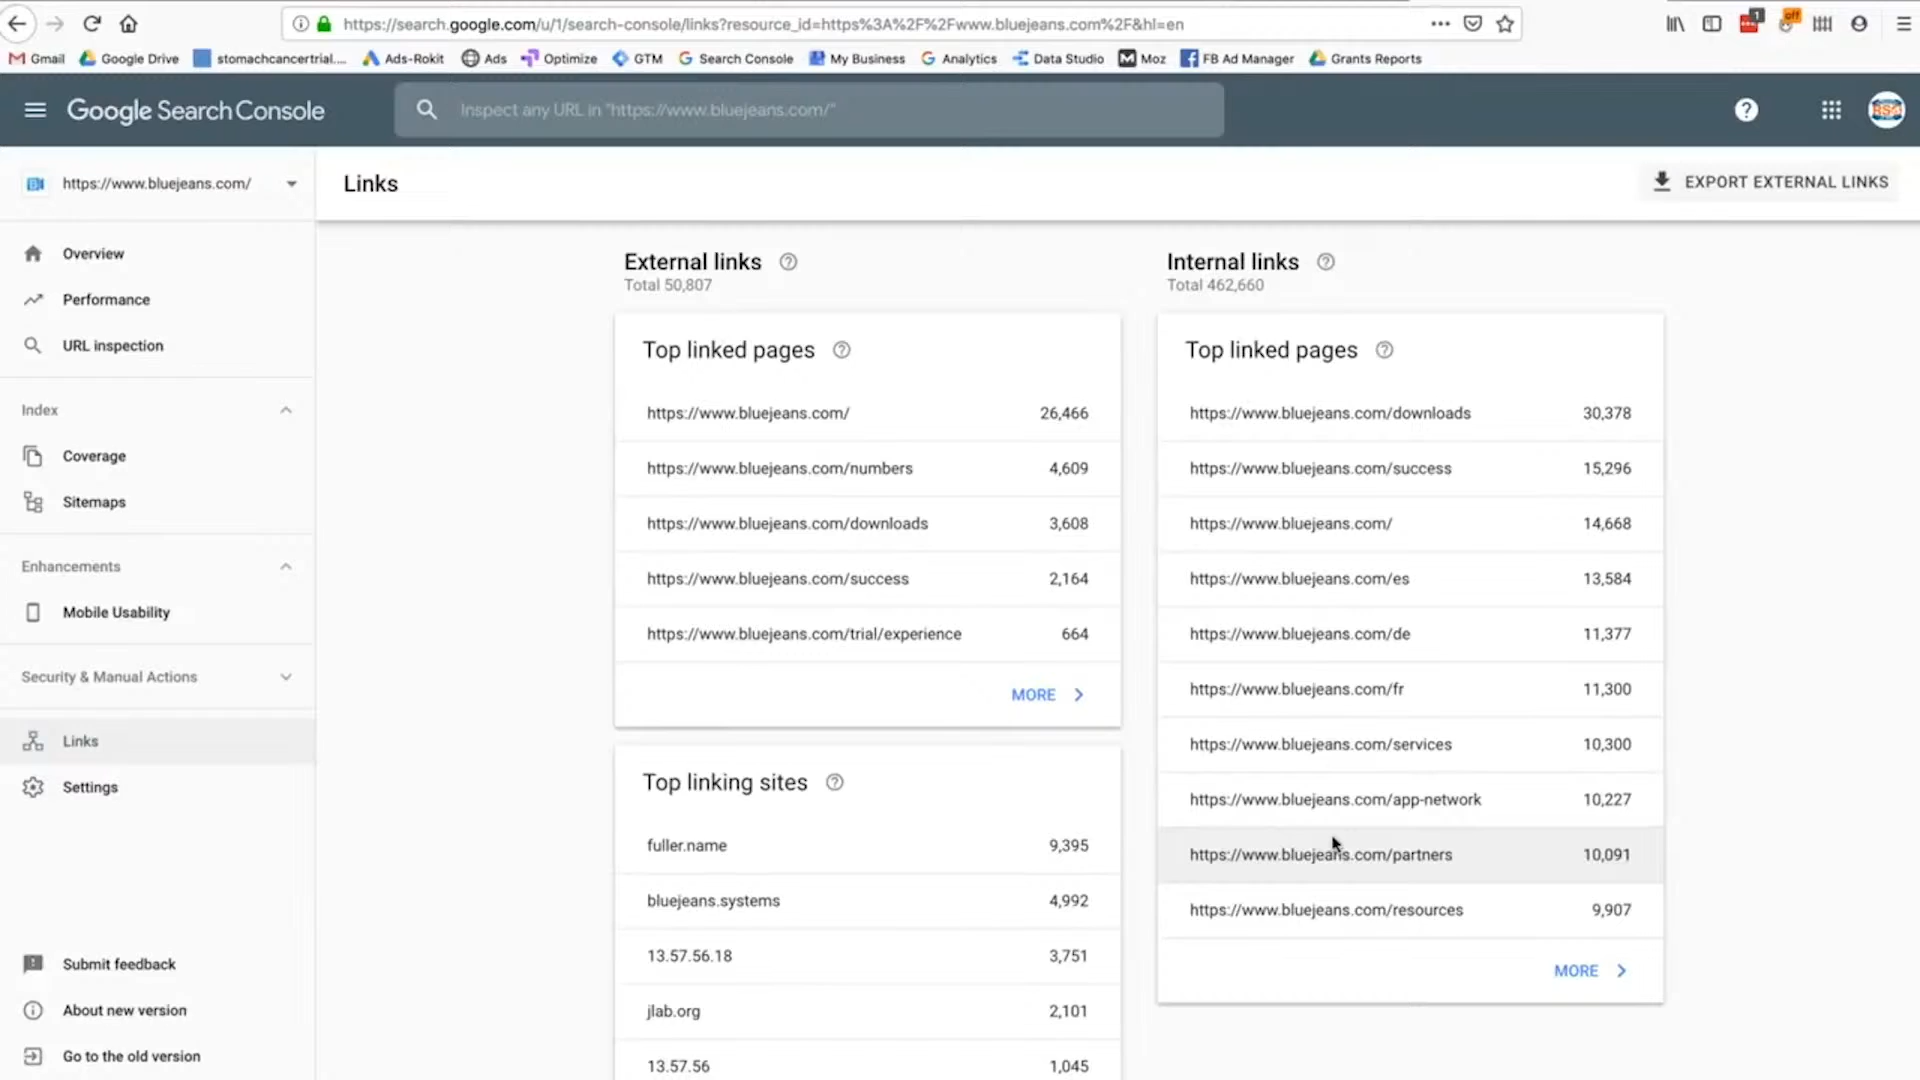 https://search.google.com/u/1/search-console/links?resource_id=https%3A%2F%2Fwww.bluejeans.com%2F&hl=en
1
off
Gmail Google Drive stomachcancertrial.... Ads-Rokit Ads Optimize GTM Search Console My Business Analytics Data Studio Moz FB Ad Manager Grants Reports
Google Search Console
Inspect any URL in "https://www.bluejeans.com/"
https://www.bluejeans.com/
Links
EXPORT EXTERNAL LINKS
Overview
Performance
URL inspection
Index
Coverage
Sitemaps
Enhancements
Mobile Usability
Security & Manual Actions
Links
Settings
Submit feedback
About new version
Go to the old version
External links
Total 50,807
Top linked pages
https://www.bluejeans.com/ 26,466
https://www.bluejeans.com/numbers 4,609
https://www.bluejeans.com/downloads 3,608
https://www.bluejeans.com/success 2,164
https://www.bluejeans.com/trial/experience 664
MORE
Top linking sites
fuller.name 9,395
bluejeans.systems 4,992
13.57.56.18 3,751
jlab.org 2,101
13.57.56 1,045
Internal links
Total 462,660
Top linked pages
https://www.bluejeans.com/downloads 30,378
https://www.bluejeans.com/success 15,296
https://www.bluejeans.com/ 14,668
https://www.bluejeans.com/es 13,584
https://www.bluejeans.com/de 11,377
https://www.bluejeans.com/fr 11,300
https://www.bluejeans.com/services 10,300
https://www.bluejeans.com/app-network 10,227
https://www.bluejeans.com/partners 10,091
https://www.bluejeans.com/resources 9,907
MORE